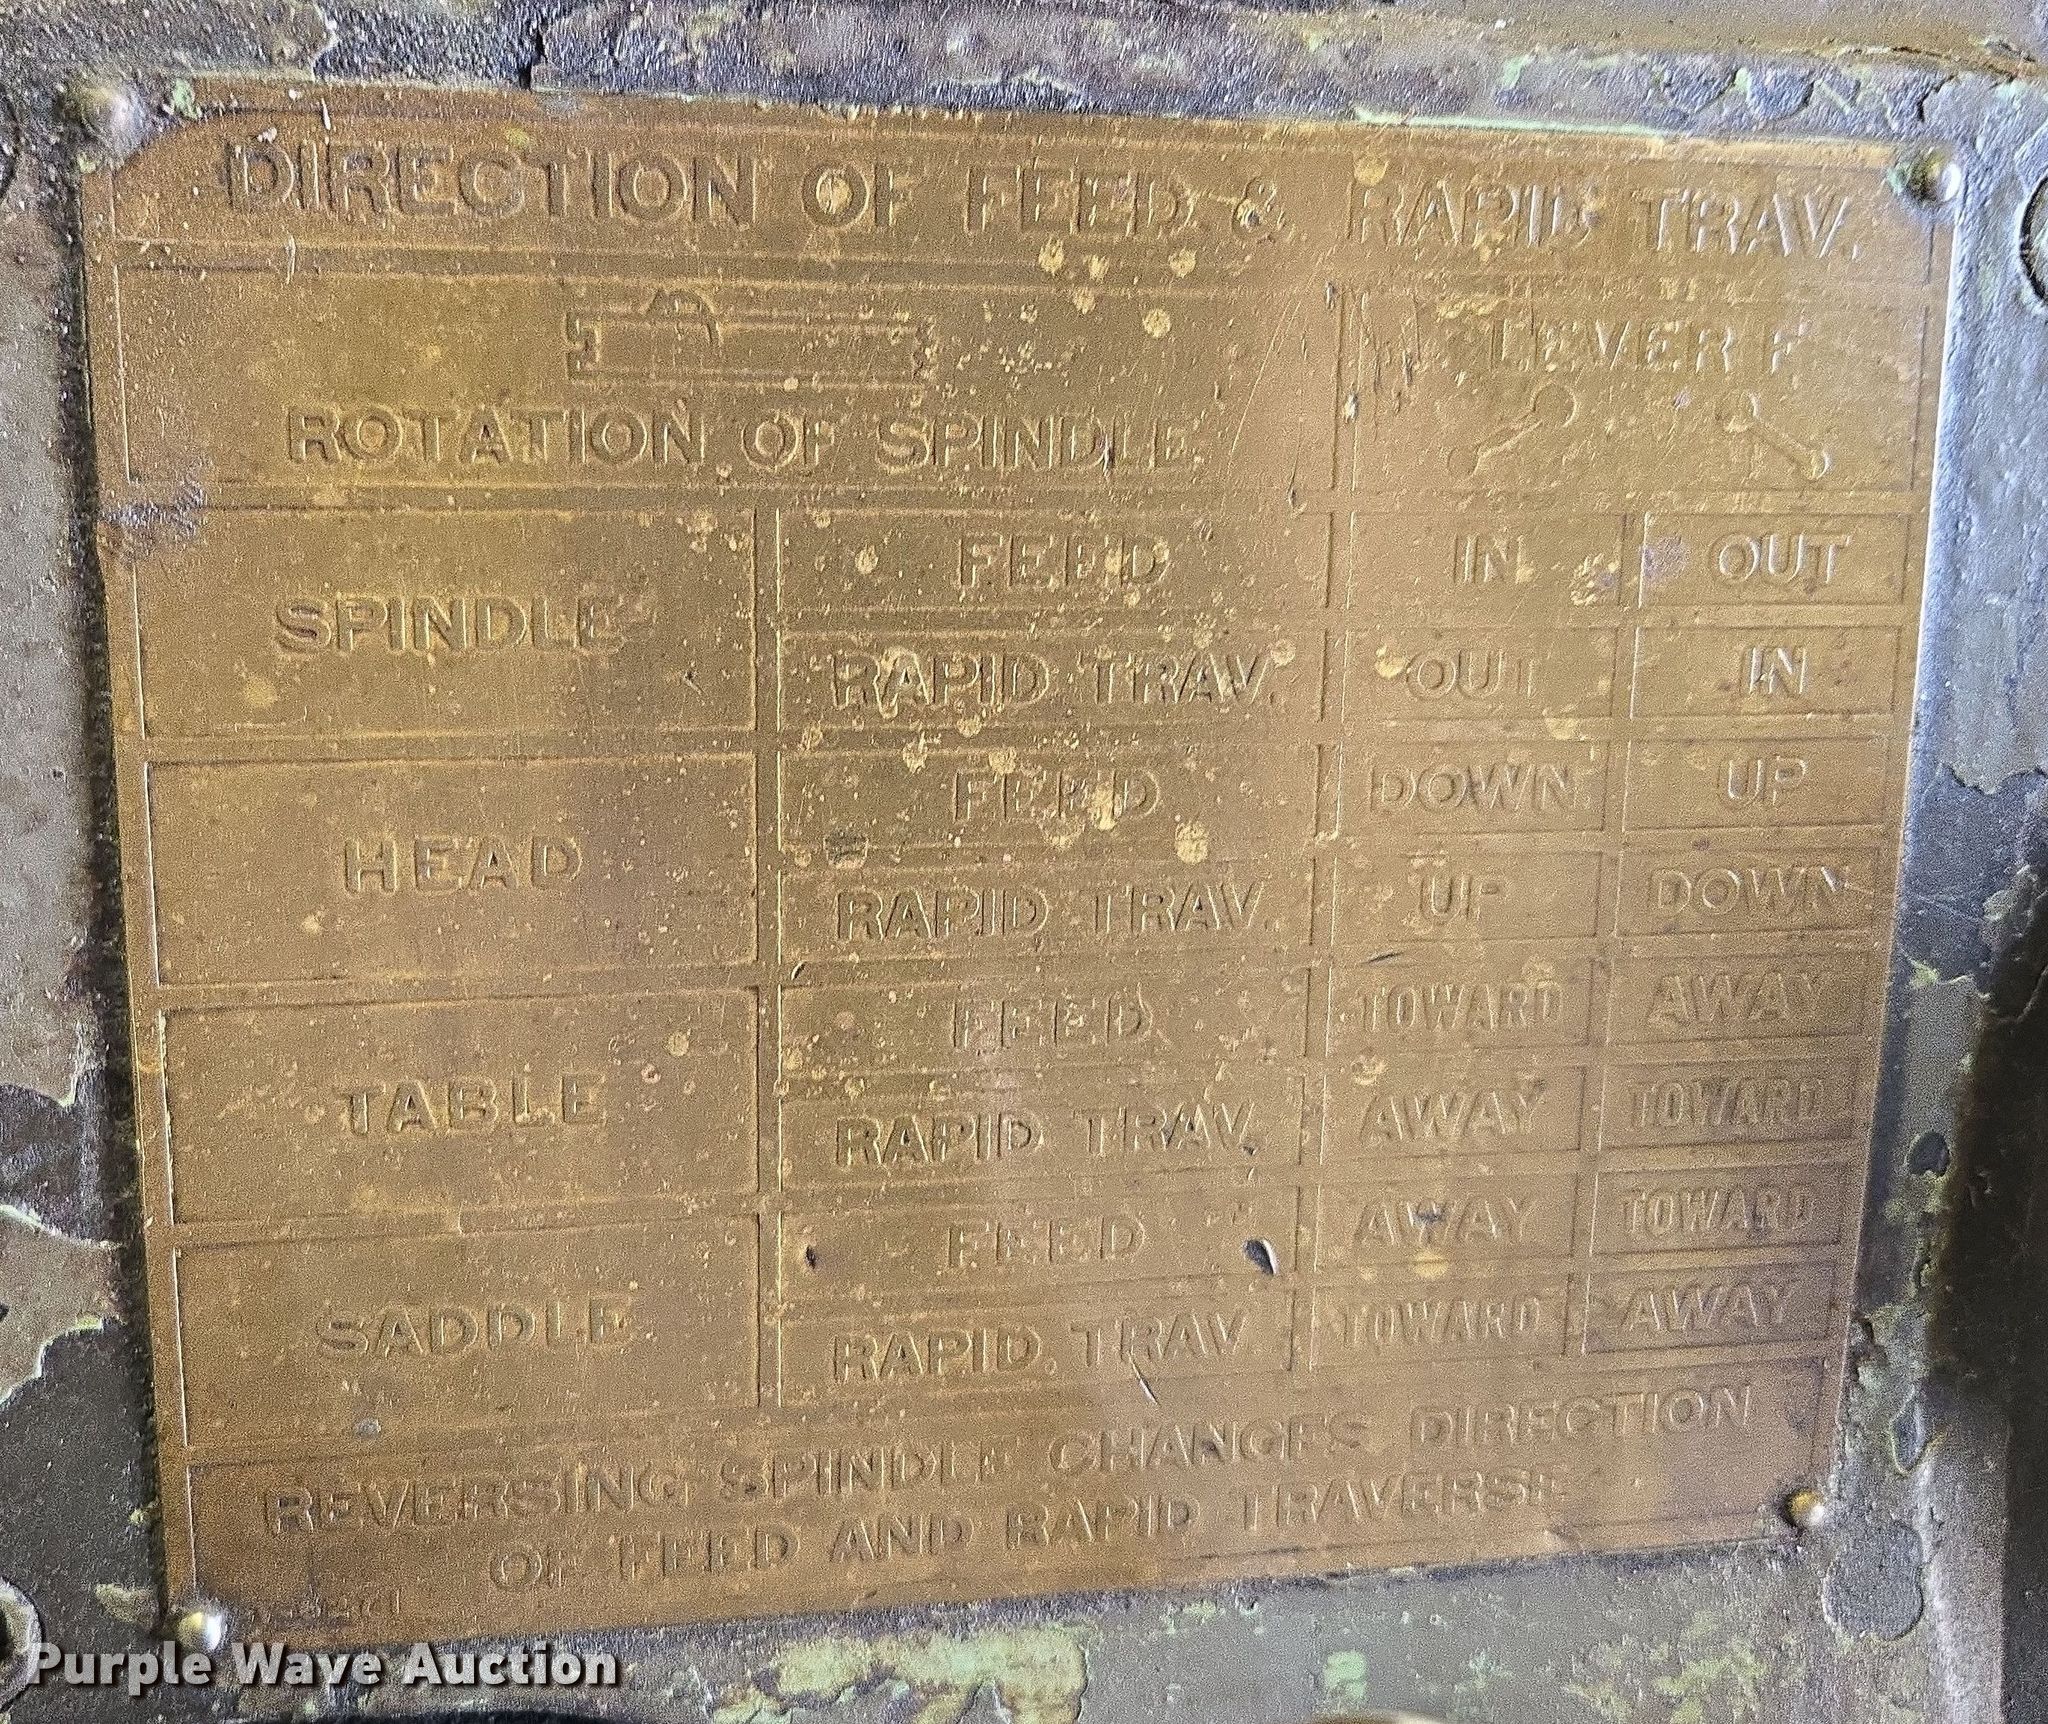 DIRECTION OF FEED & RAPID TRAV.
LEVER F
ROTATION OF SPINDLE
SPINDLE FEED IN OUT
RAPID TRAV. OUT IN
HEAD FEED DOWN UP
RAPID TRAV. UP DOWN
TABLE FEED TOWARD AWAY
RAPID TRAV. AWAY TOWARD
SADDLE FEED AWAY TOWARD
RAPID TRAV. TOWARD AWAY
REVERSING SPINDLE CHANGES DIRECTION
OF FEED AND RAPID TRAVERSE
Purple Wave Auction